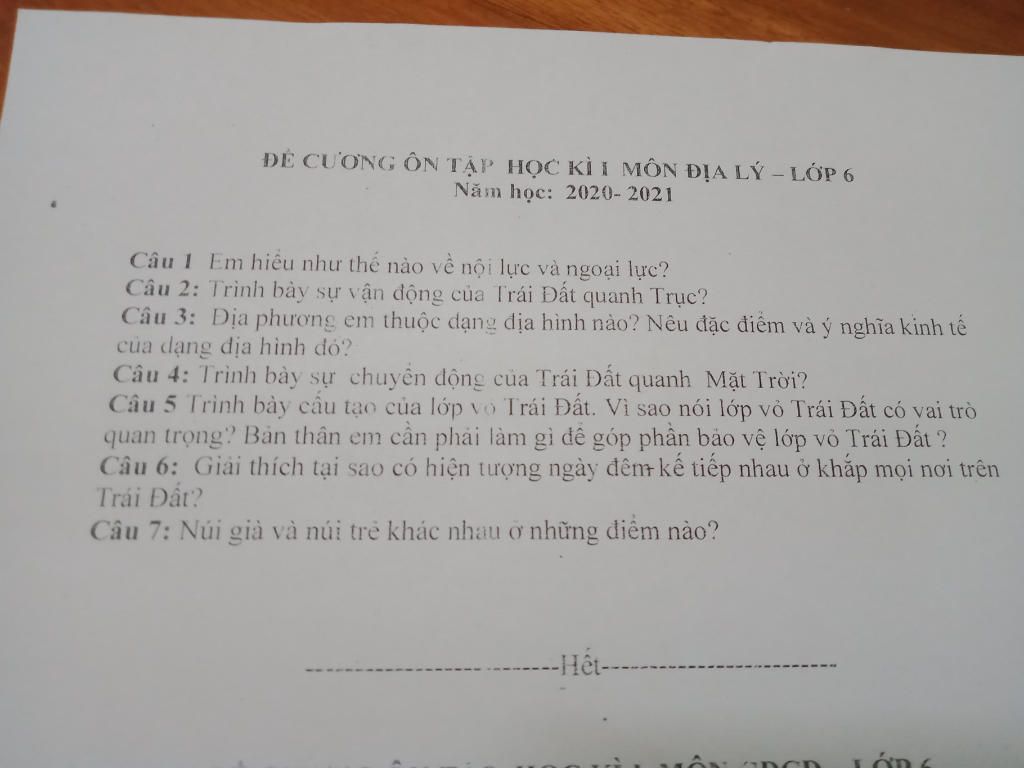 ĐỀ CƯƠNG ÔN TẬP HỌC KÌ I MÔN ĐỊA LÝ – LỚP 6
Năm học: 2020- 2021
Câu 1 Em hiểu như thế nào về nội lực và ngoại lực?
Câu 2: Trình bày sự vận động của Trái Đất quanh Trục?
Câu 3: Địa phương em thuộc dạng địa hình nào? Nêu đặc điểm và ý nghĩa kinh tế
của dạng địa hình đó?
Câu 4: Trình bày sự chuyển động của Trái Đất quanh Mặt Trời?
Câu 5 Trình bày cấu tạo của lớp vỏ Trái Đất. Vì sao nói lớp vỏ Trái Đất có vai trò
quan trọng? Bản thân em cần phải làm gì để góp phần bảo vệ lớp vỏ Trái Đất ?
Câu 6: Giải thích tại sao có hiện tượng ngày đêm kế tiếp nhau ở khắp mọi nơi trên
Trái Đất?
Câu 7: Núi già và núi trẻ khác nhau ở những điểm nào?
--------------------------Hết-------------------------
HỌC KÌ I MÔN GDCD – LỚP 6